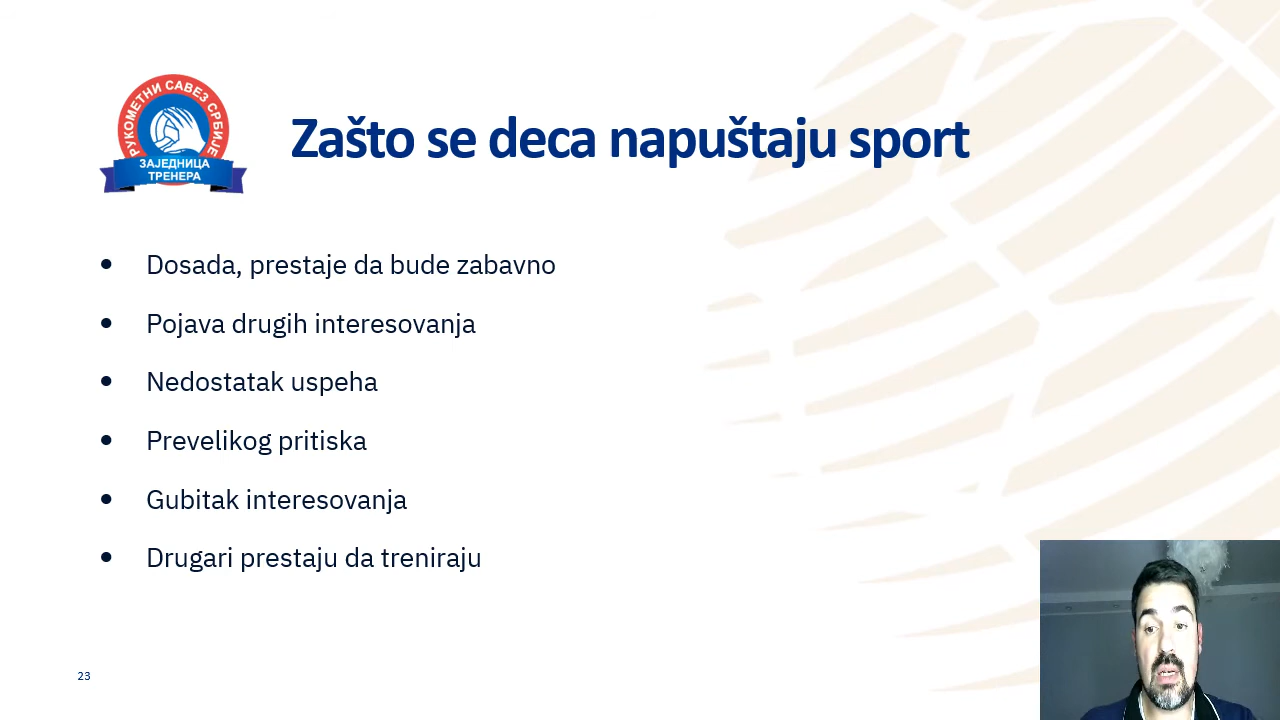 РУКОМЕТНИ САВЕЗ СРБИЈЕ
ЗАЈЕДНИЦА
ТРЕНЕРА
Zašto se deca napuštaju sport
• Dosada, prestaje da bude zabavno
• Pojava drugih interesovanja
• Nedostatak uspeha
• Prevelikog pritiska
• Gubitak interesovanja
• Drugari prestaju da treniraju
23